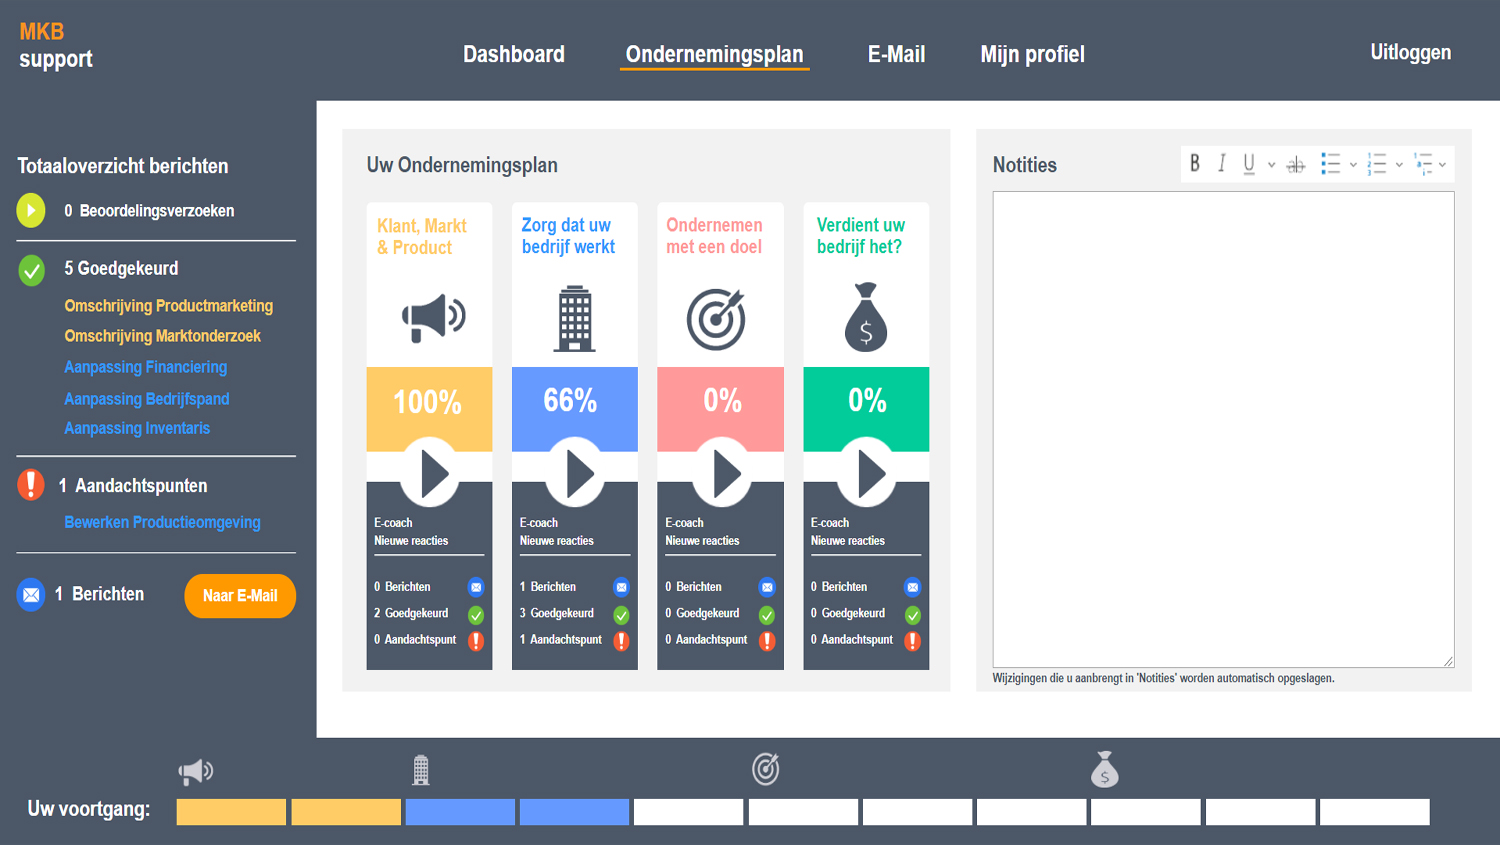 MKB
support
Dashboard
Ondernemingsplan
E-Mail
Mijn profiel
Uitloggen
Totaaloverzicht berichten
0 Beoordelingsverzoeken
5 Goedgekeurd
Omschrijving Productmarketing
Omschrijving Marktonderzoek
Aanpassing Financiering
Aanpassing Bedrijfspand
Aanpassing Inventaris
1 Aandachtspunten
Bewerken Productieomgeving
1 Berichten
Naar E-Mail
Uw Ondernemingsplan
Klant, Markt
& Product
100%
E-coach
Nieuwe reacties
0 Berichten
2 Goedgekeurd
0 Aandachtspunt
Zorg dat uw
bedrijf werkt
66%
E-coach
Nieuwe reacties
1 Berichten
3 Goedgekeurd
1 Aandachtspunt
Ondernemen
met een doel
0%
E-coach
Nieuwe reacties
0 Berichten
0 Goedgekeurd
0 Aandachtspunt
Verdient uw
bedrijf het?
$
0%
E-coach
Nieuwe reacties
0 Berichten
0 Goedgekeurd
0 Aandachtspunt
Notities
B I U ab
Wijzigingen die u aanbrengt in 'Notities' worden automatisch opgeslagen.
$
Uw voortgang: